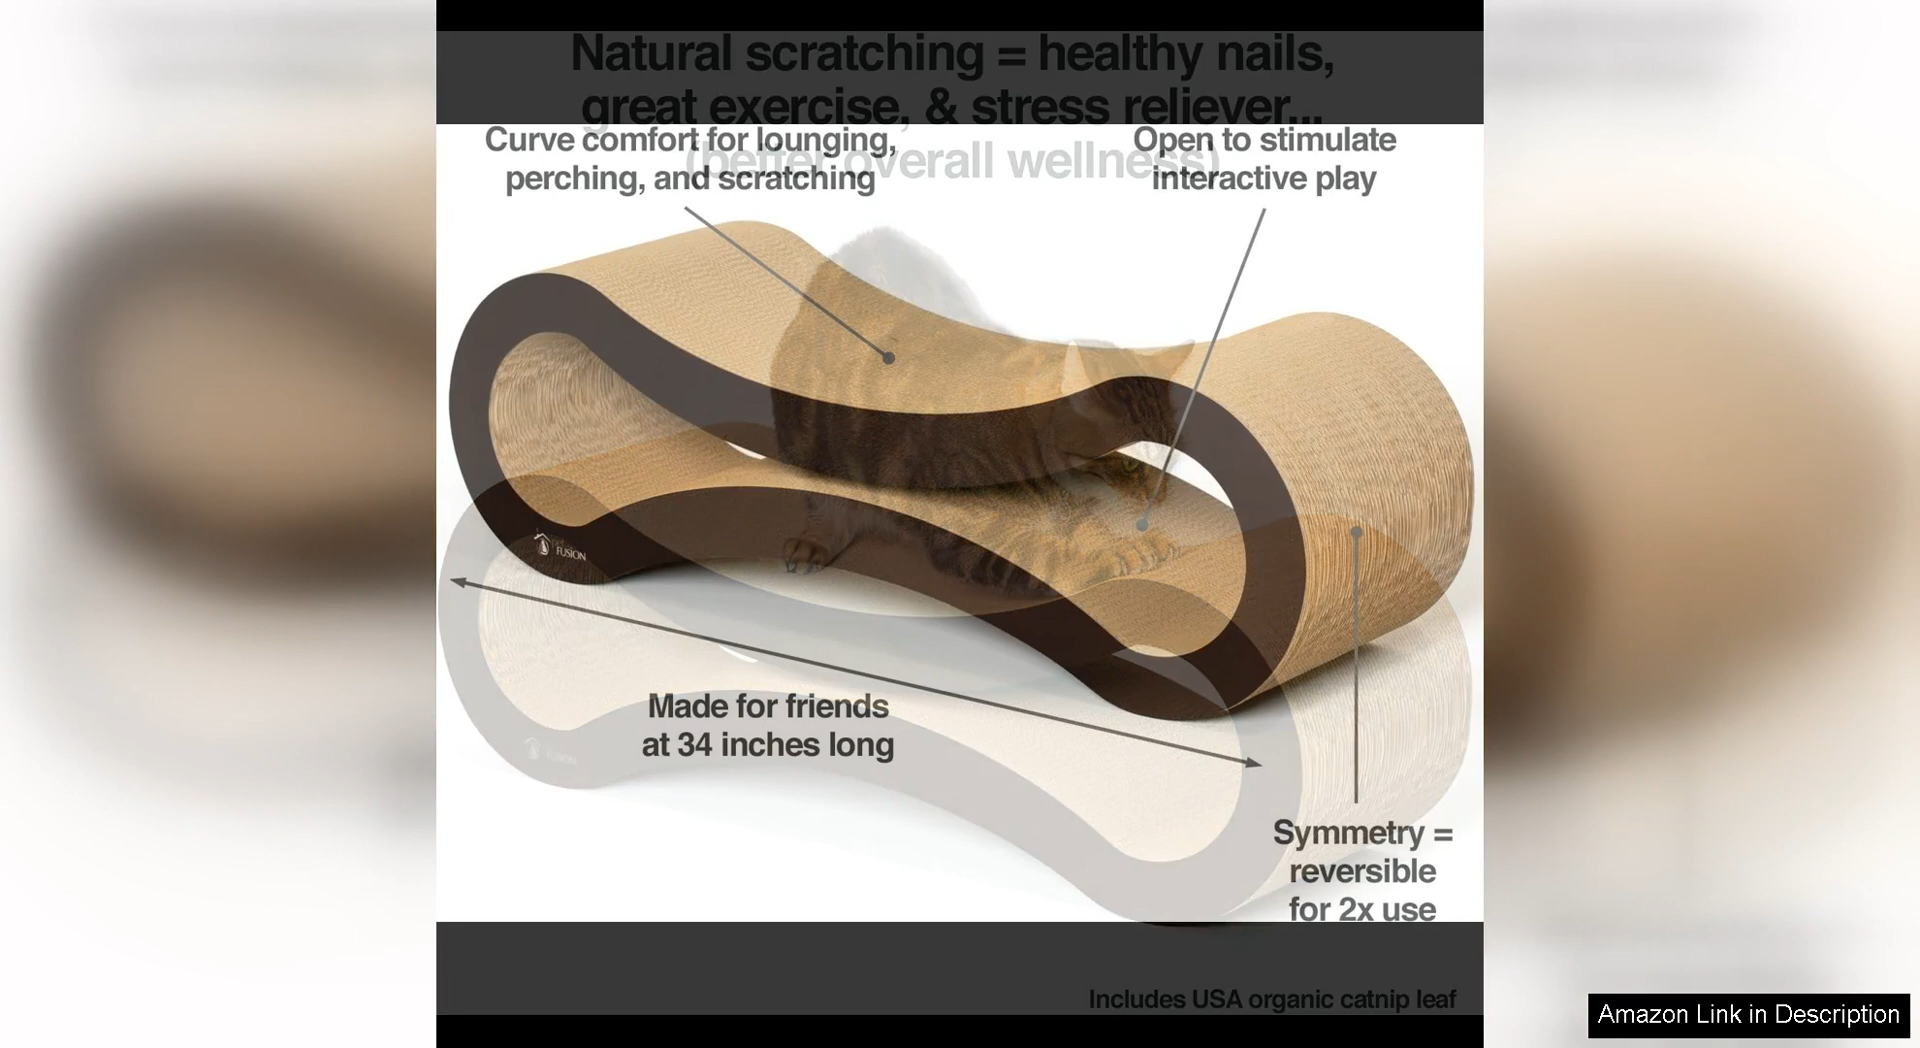 Natural scratching = healthy nails,
great exercise, & stress reliever...
(better overall wellness)
Curve comfort for lounging,
perching, and scratching
Open to stimulate
interactive play
FUSION
Made for friends
at 34 inches long
Symmetry =
reversible
for 2x use
FUSION
Includes USA organic catnip leaf
Amazon Link in Description